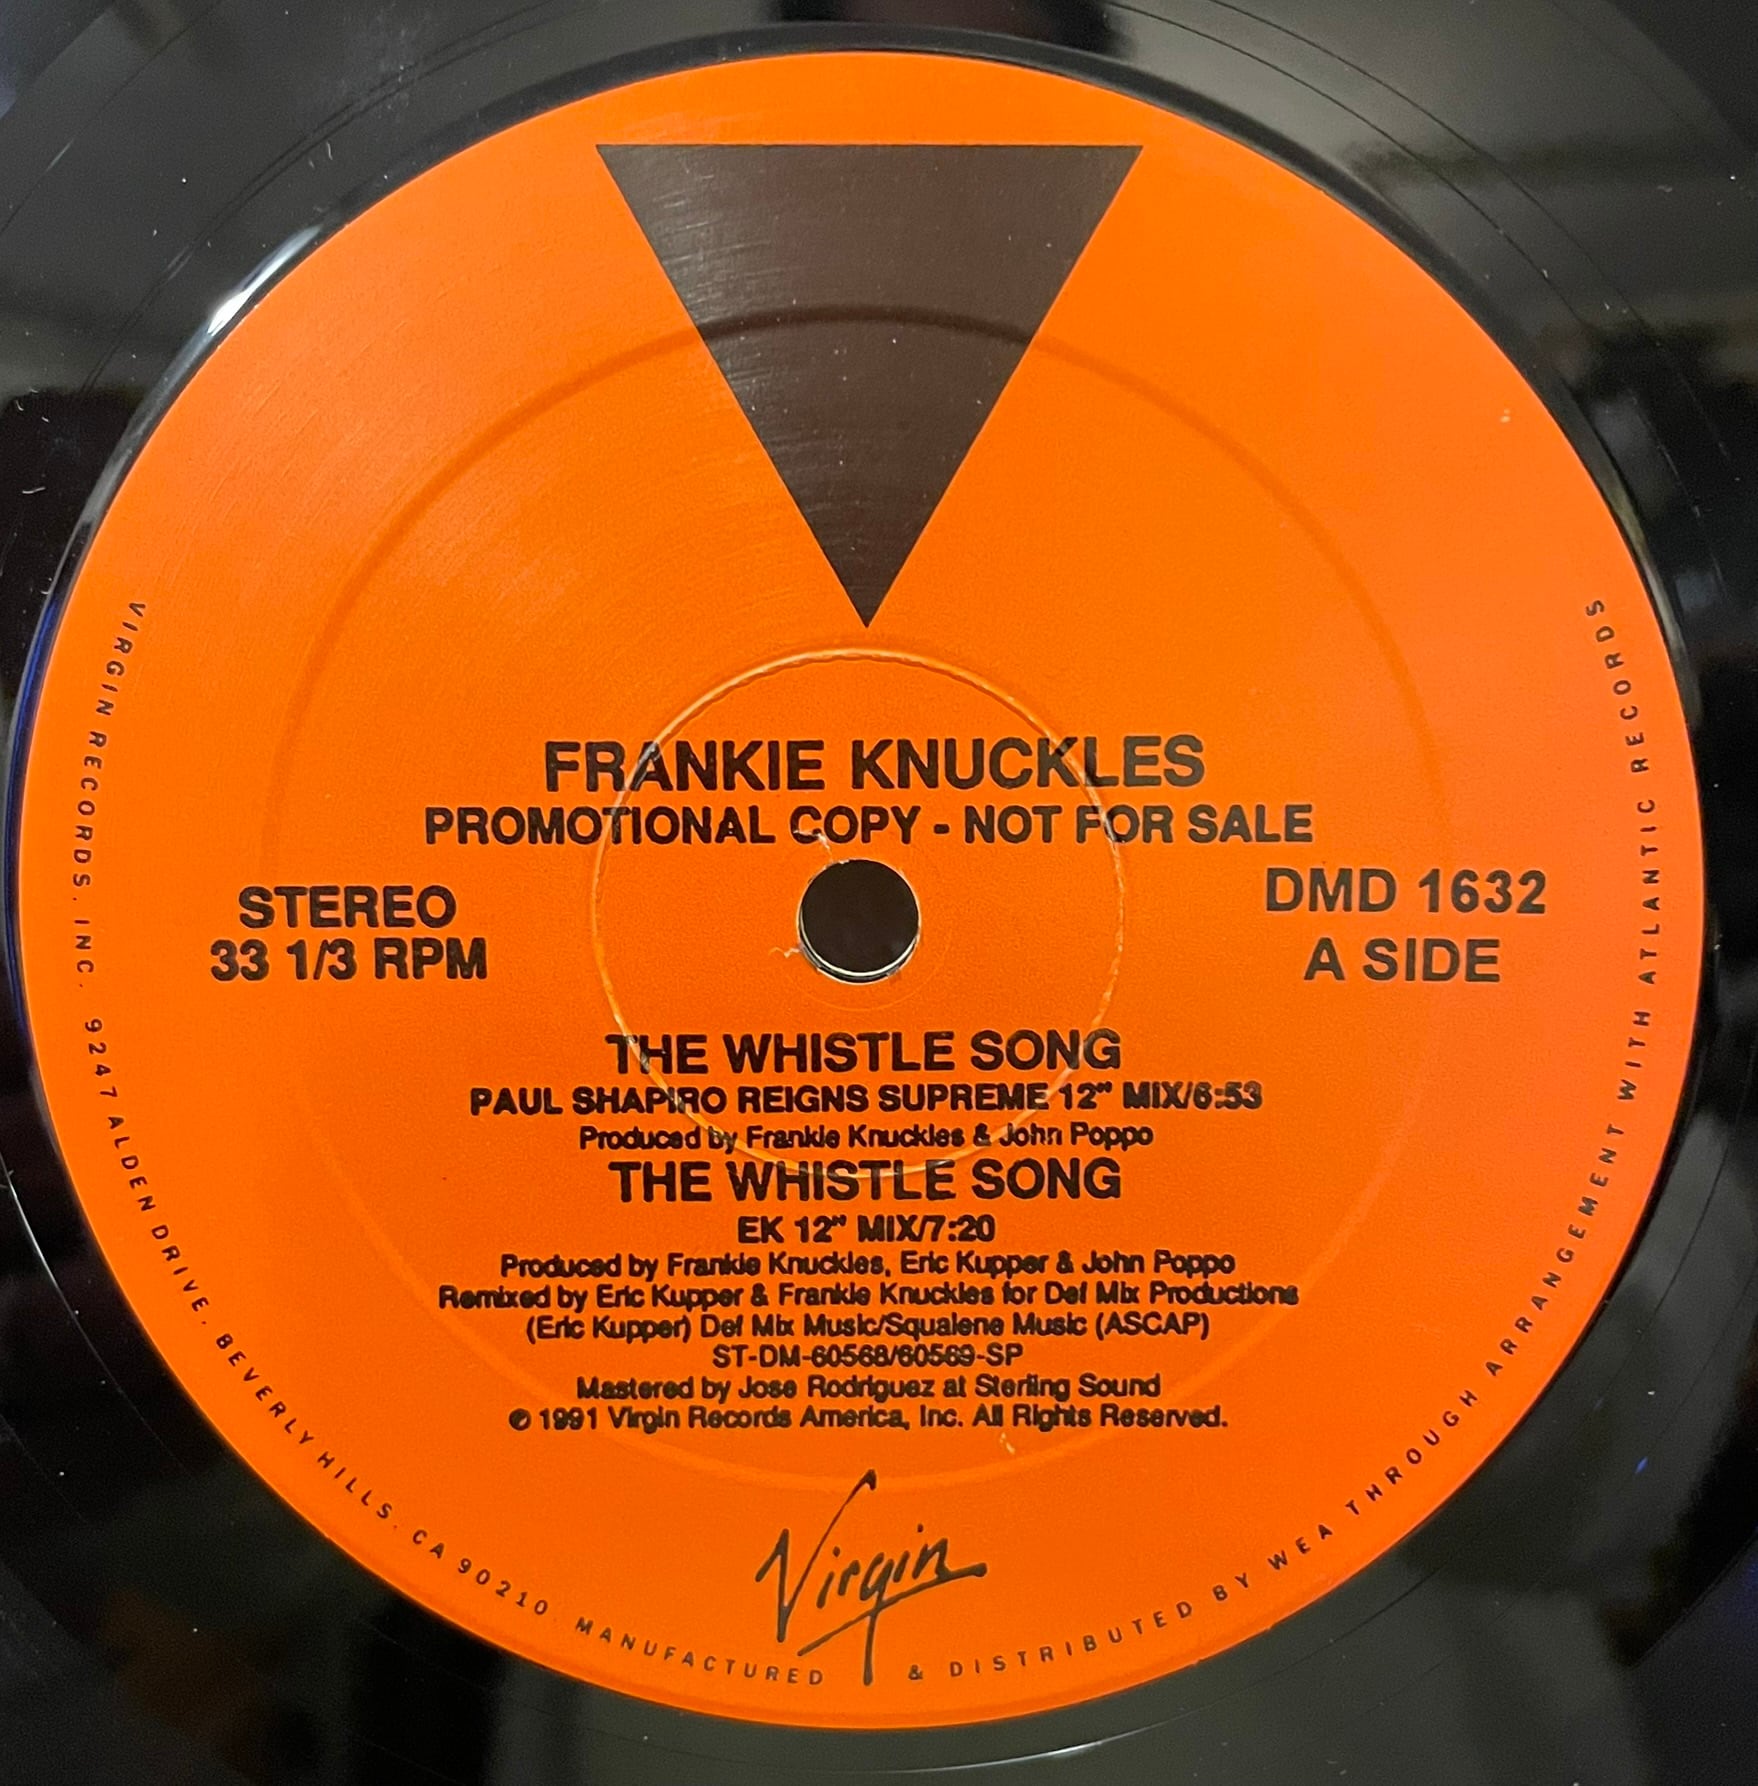 FRANKIE KNUCKLES
PROMOTIONAL COPY - NOT FOR SALE
STEREO
33 1/3 RPM
DMD 1632
A SIDE
THE WHISTLE SONG
PAUL SHAPIRO REIGNS SUPREME 12" MIX/6:53
Produced by Frankie Knuckles & John Poppo
THE WHISTLE SONG
EK 12" MIX/7:20
Produced by Frankie Knuckles, Eric Kupper & John Poppo
Remixed by Eric Kupper & Frankie Knuckles for Def Mix Productions
(Eric Kupper) Def Mix Music/Squalene Music (ASCAP)
ST-DM-60568/60569-SP
Mastered by Jose Rodriguez at Sterling Sound
℗ 1991 Virgin Records America, Inc. All Rights Reserved.
Virgin
VIRGIN RECORDS, INC. 9247 ALDEN DRIVE, BEVERLY HILLS, CA 90210. MANUFACTURED & DISTRIBUTED BY WEA THROUGH ARRANGEMENT WITH ATLANTIC RECORDS